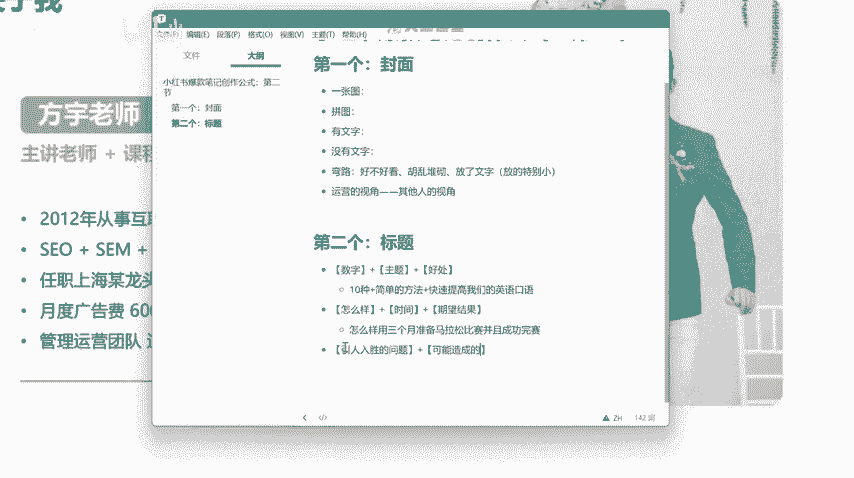 于我
方宇老师
主讲老师 + 课程
• 2012年从事互联
• SEO + SEM +
• 任职上海某龙头
• 月度广告费 600
• 管理运营团队
文件(F) 编辑(E) 段落(P) 格式(O) 视图(V) 主题(T) 帮助(H)
文件 大纲
小红书爆款笔记创作公式：第二
节
第一个：封面
第二个：标题
第一个：封面
• 一张图：
• 拼图：
• 有文字：
• 没有文字：
• 弯路：好不好看、胡乱堆砌、放了文字（放的特别小）
• 运营的视角——其他人的视角
第二个：标题
• 【数字】+【主题】+【好处】
○ 10种+简单的方法+快速提高我们的英语口语
• 【怎么样】+【时间】+【期望结果】
○ 怎么样用三个月准备马拉松比赛并且成功完赛
• 【引人入胜的问题】+【可能造成的】
ZH 142 词